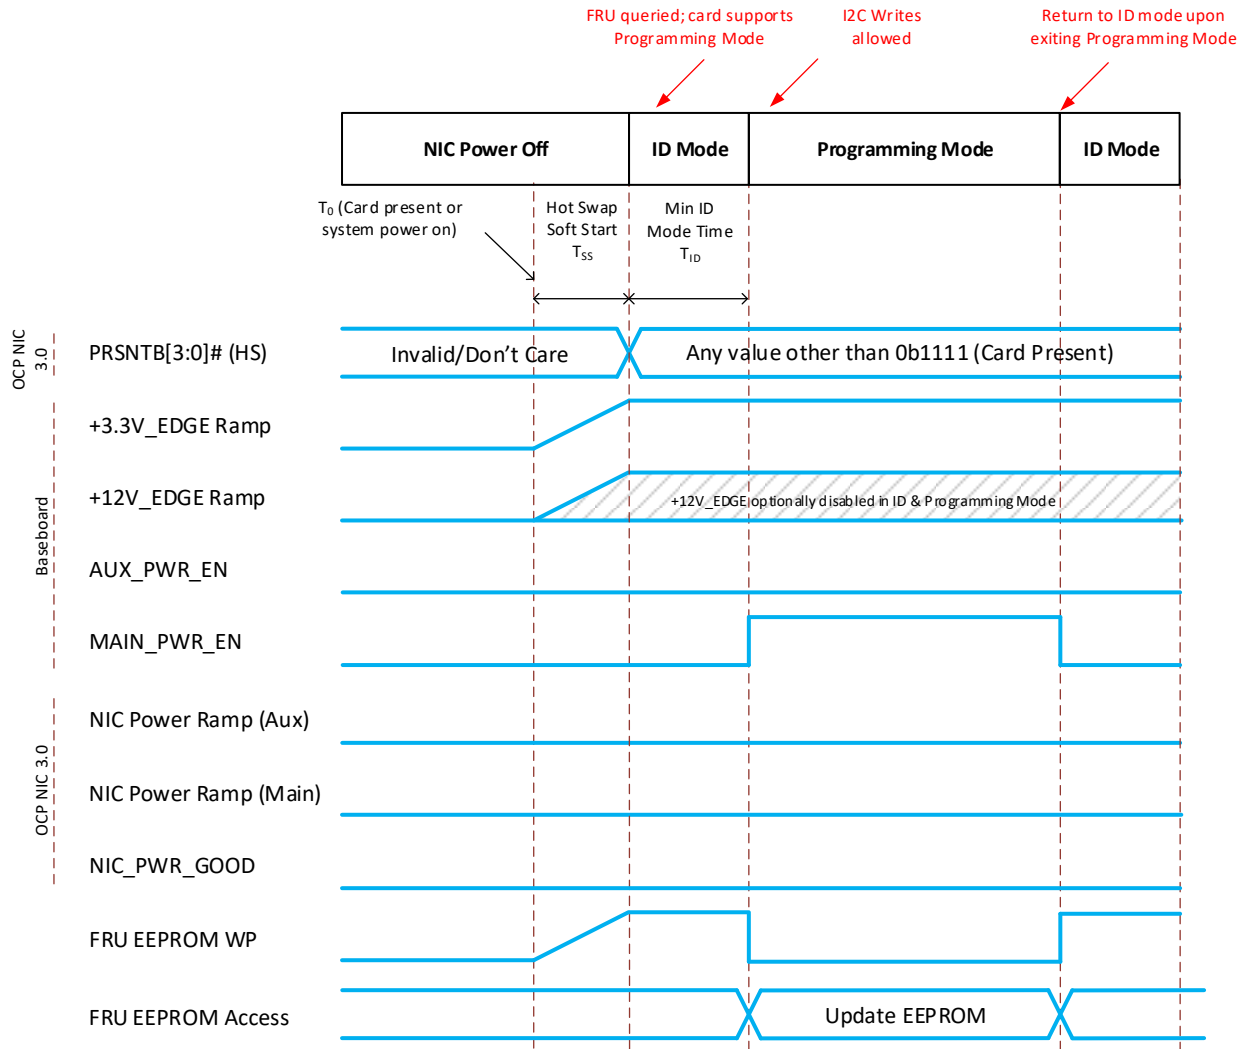 FRU queried; card supports
Programming Mode
I2C Writes
allowed
Return to ID mode upon
exiting Programming Mode
NIC Power Off
ID Mode
Programming Mode
ID Mode
T0 (Card present or
system power on)
Hot Swap
Soft Start
TSS
Min ID
Mode Time
TID
OCP NIC
3.0
PRSNTB[3:0]# (HS)
Invalid/Don't Care
Any value other than 0b1111 (Card Present)
Baseboard
+3.3V_EDGE Ramp
+12V_EDGE Ramp
+12V_EDGE optionally disabled in ID & Programming Mode
AUX_PWR_EN
MAIN_PWR_EN
OCP NIC 3.0
NIC Power Ramp (Aux)
NIC Power Ramp (Main)
NIC_PWR_GOOD
FRU EEPROM WP
FRU EEPROM Access
Update EEPROM